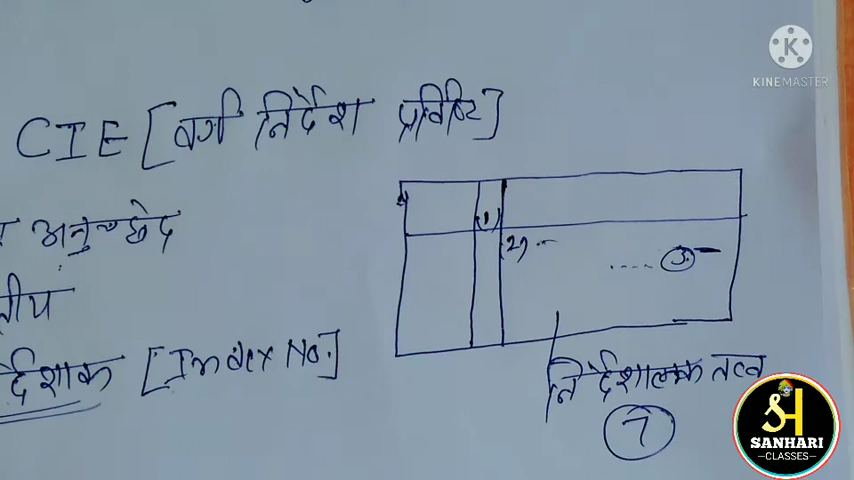 KINEMASTER
CIE [वर्ग निर्देश प्रविष्टि]
अनुच्छेद
(1)
(2)
3
तीय
र्देशांक [Index No.]
निर्देशात्मक तत्व
7
SANHARI
CLASSES